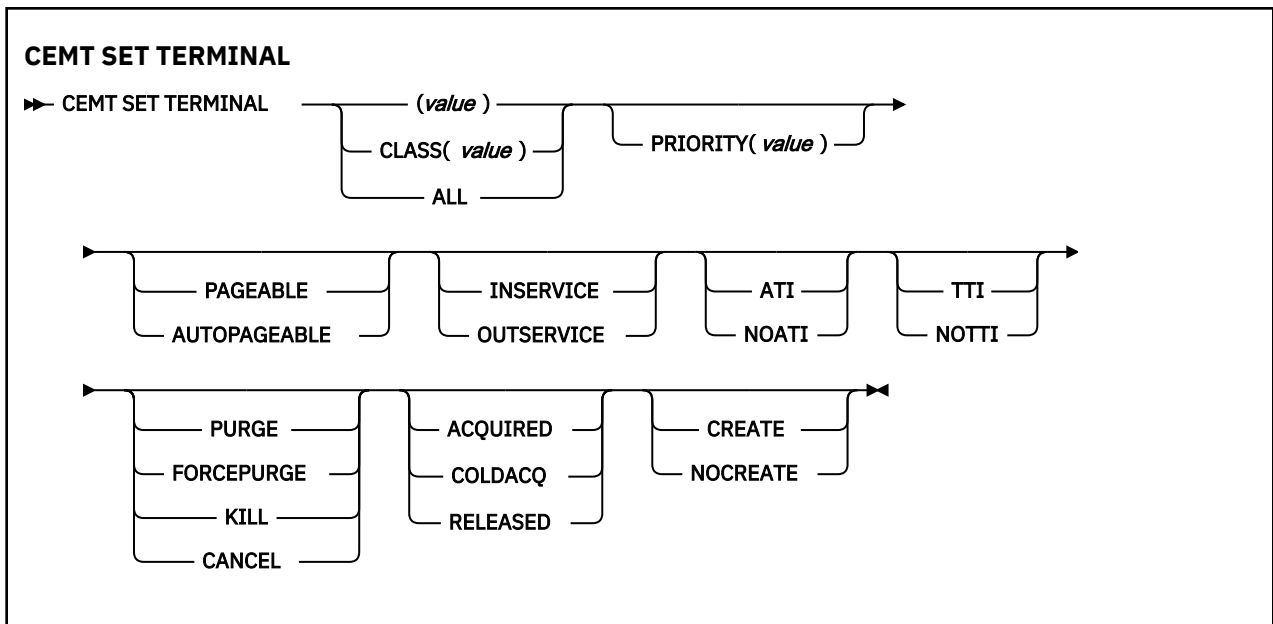 CEMT SET TERMINAL
CEMT SET TERMINAL (value )
CLASS( value )
ALL
PRIORITY( value )
PAGEABLE
AUTOPAGEABLE
INSERVICE
OUTSERVICE
ATI
NOATI
TTI
NOTTI
PURGE
FORCEPURGE
KILL
CANCEL
ACQUIRED
COLDACQ
RELEASED
CREATE
NOCREATE